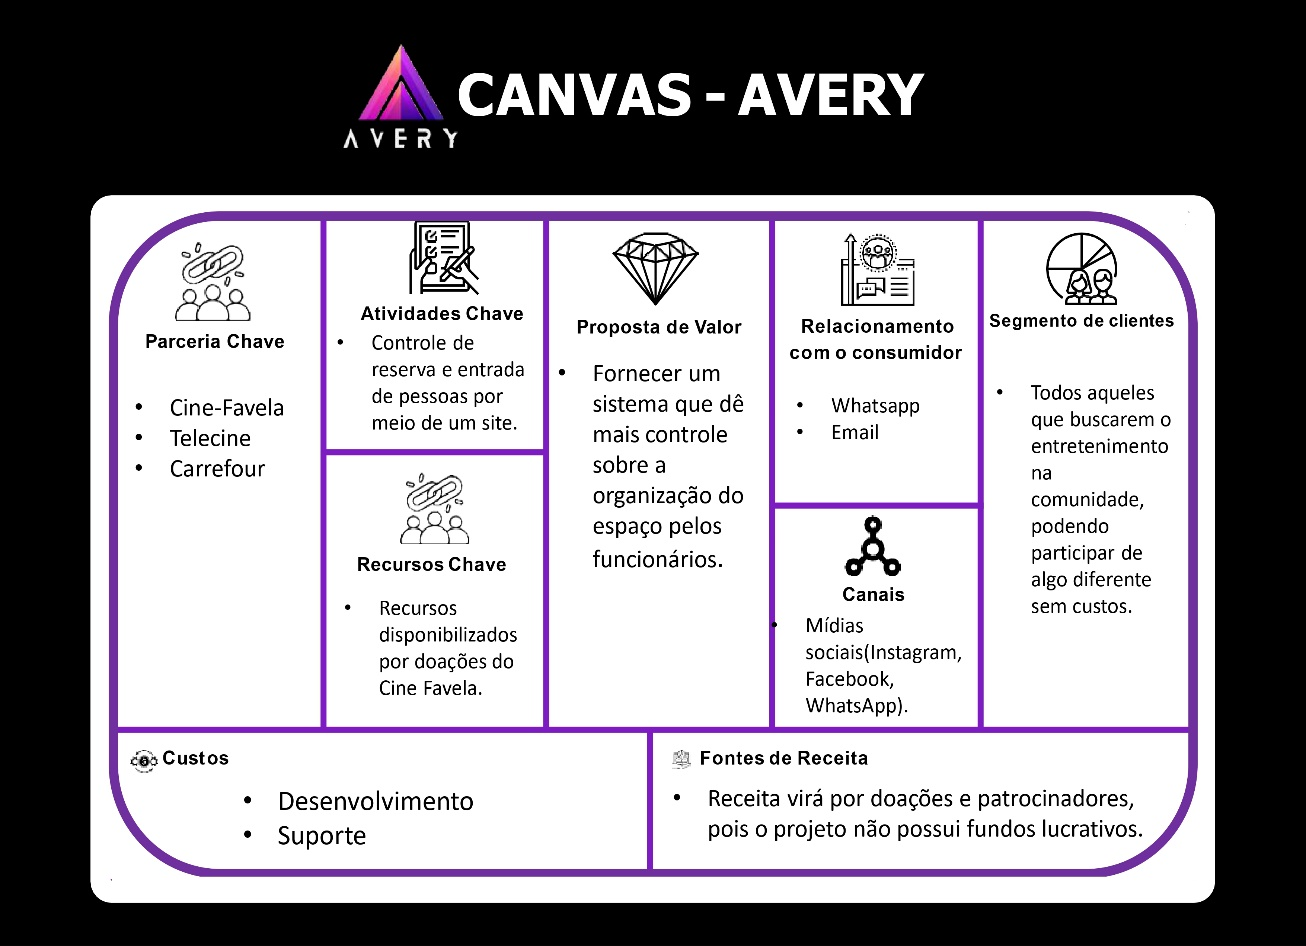 CANVAS - AVERY
AVERY
Parceria Chave
Cine-Favela
Telecine
Carrefour
Atividades Chave
Controle de
reserva e entrada
de pessoas por
meio de um site.
Recursos Chave
Recursos
disponibilizados
por doações do
Cine Favela.
Proposta de Valor
Fornecer um
sistema que dê
mais controle
sobre a
organização do
espaço pelos
funcionários.
Relacionamento
com o consumidor
Whatsapp
Email
Canais
Mídias
sociais(Instagram,
Facebook,
WhatsApp).
Segmento de clientes
Todos aqueles
que buscarem o
entretenimento
na
comunidade,
podendo
participar de
algo diferente
sem custos.
Custos
Desenvolvimento
Suporte
Fontes de Receita
Receita virá por doações e patrocinadores,
pois o projeto não possui fundos lucrativos.